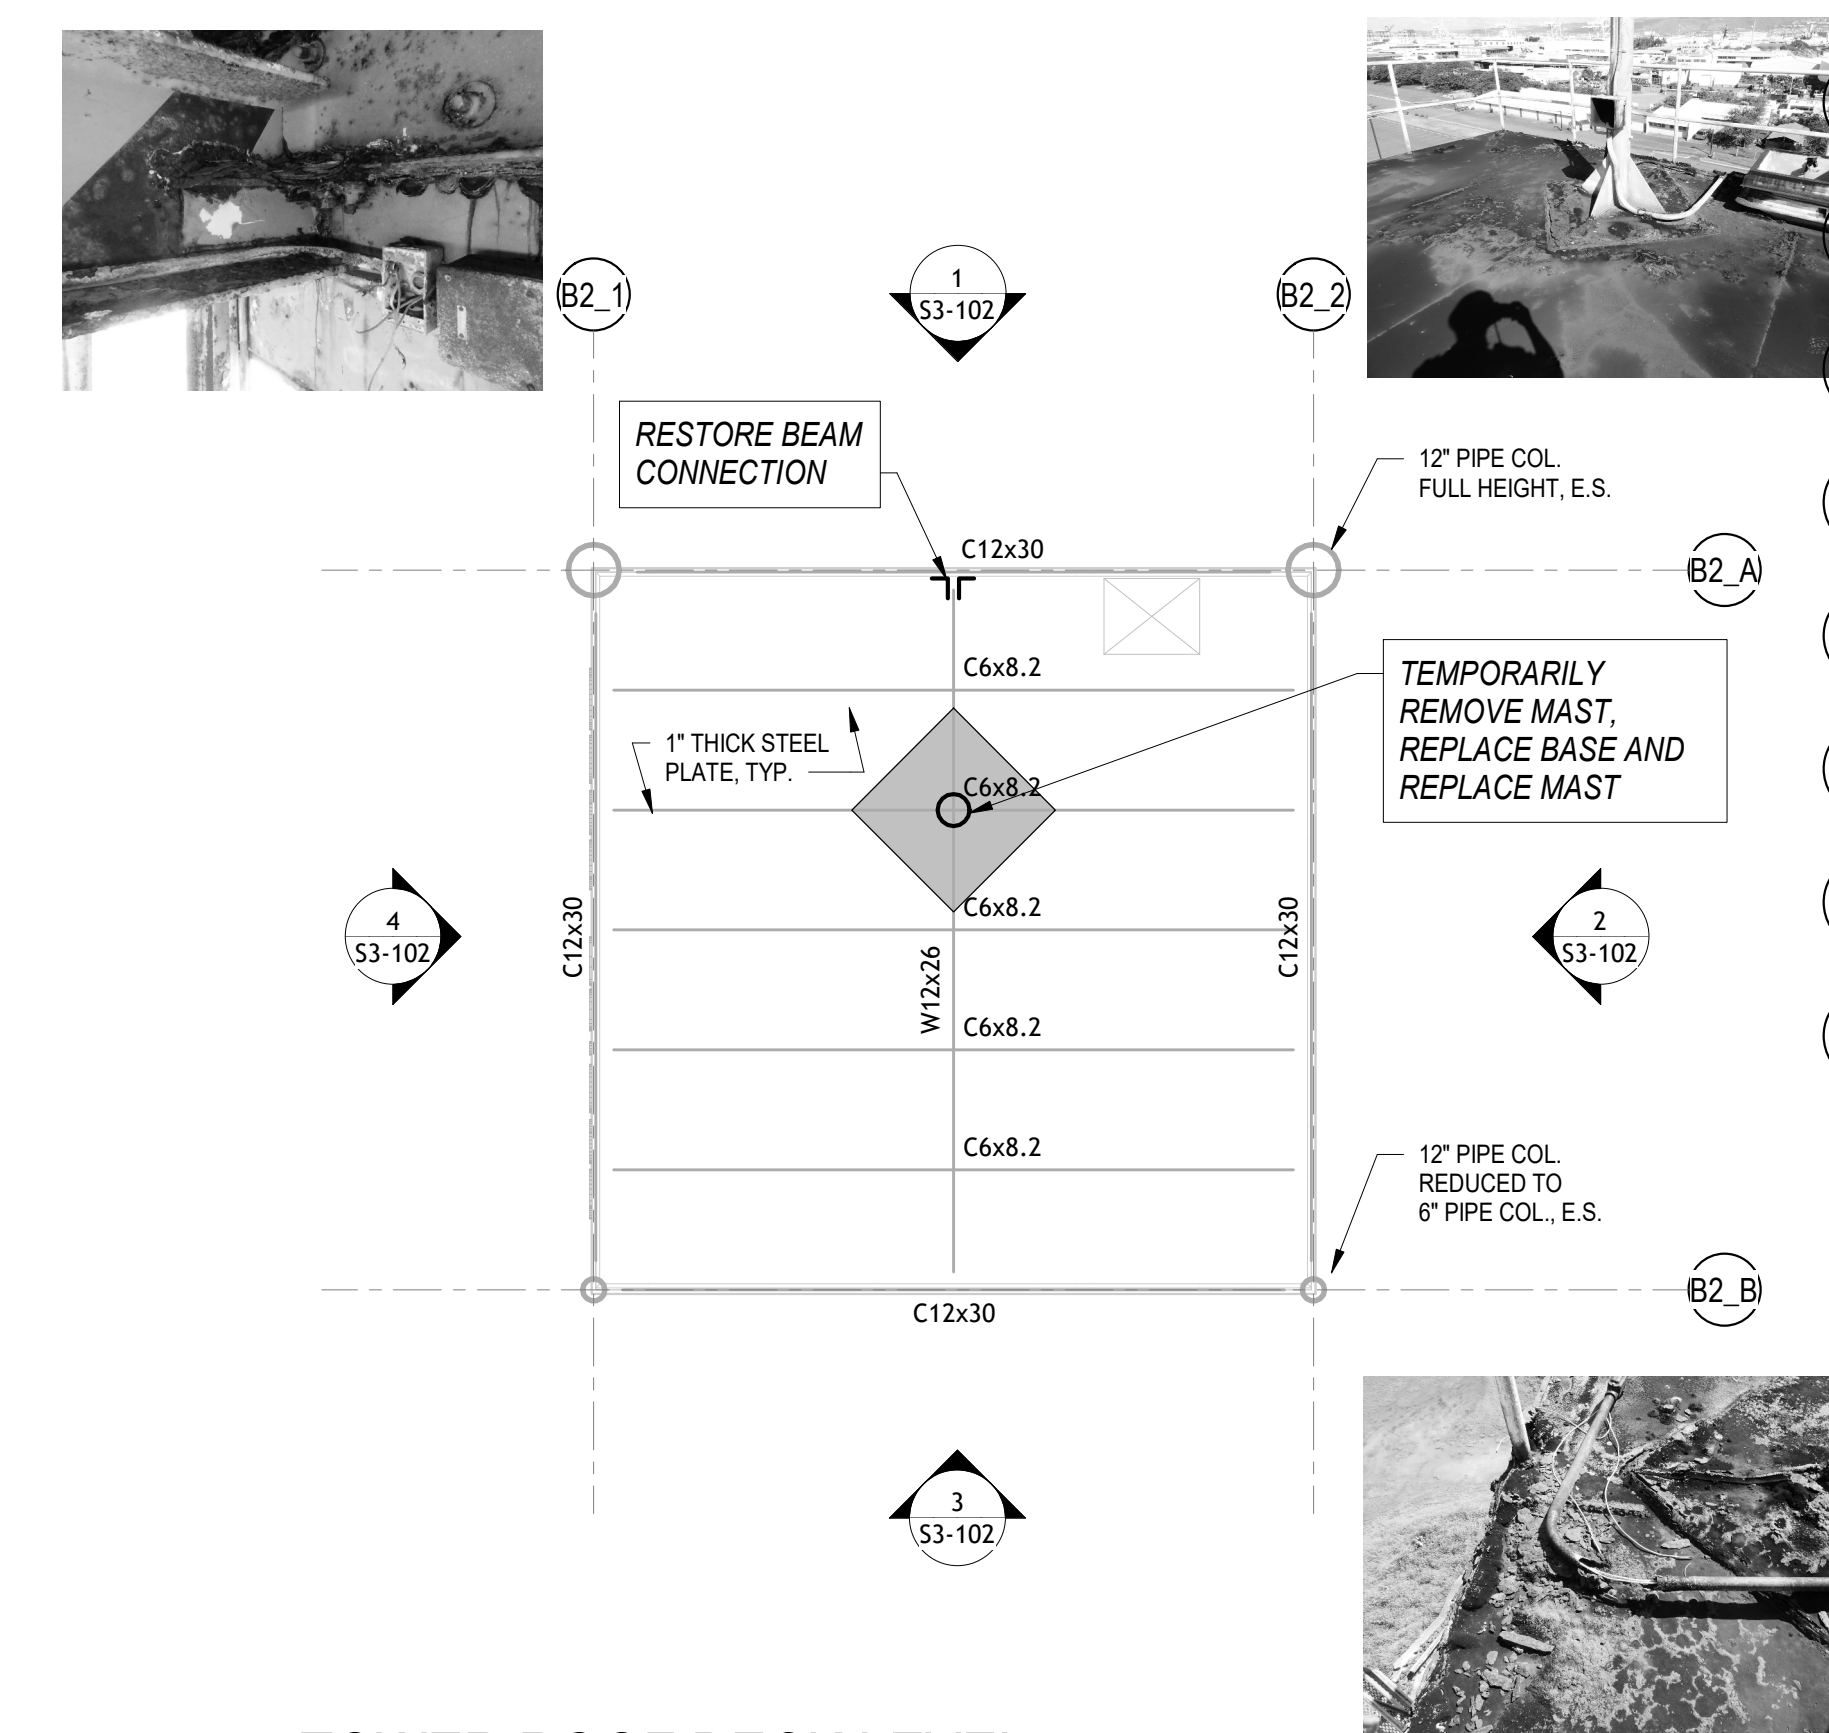 B2_1
1
S3-102
B2_2
RESTORE BEAM
CONNECTION
12" PIPE COL.
FULL HEIGHT, E.S.
C12x30
B2_A
C6x8.2
TEMPORARILY
REMOVE MAST,
REPLACE BASE AND
REPLACE MAST
1" THICK STEEL
PLATE, TYP.
C6x8.2
4
S3-102
C12x30
C6x8.2
W12x26
C12x30
2
S3-102
C6x8.2
C6x8.2
12" PIPE COL.
REDUCED TO
6" PIPE COL., E.S.
B2_B
C12x30
3
S3-102